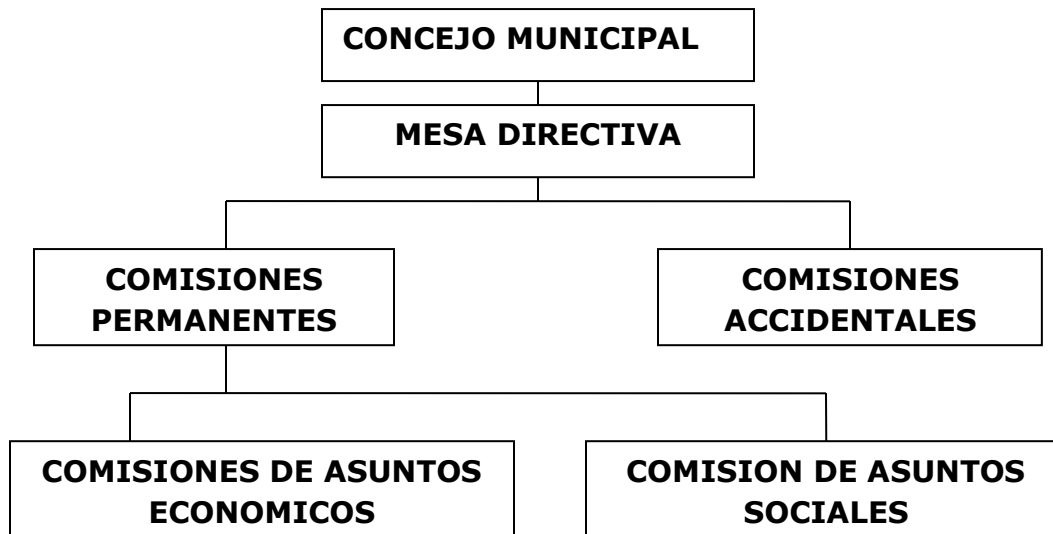 CONCEJO MUNICIPAL
MESA DIRECTIVA
COMISIONES
PERMANENTES
COMISIONES
ACCIDENTALES
COMISIONES DE ASUNTOS
ECONOMICOS
COMISION DE ASUNTOS
SOCIALES